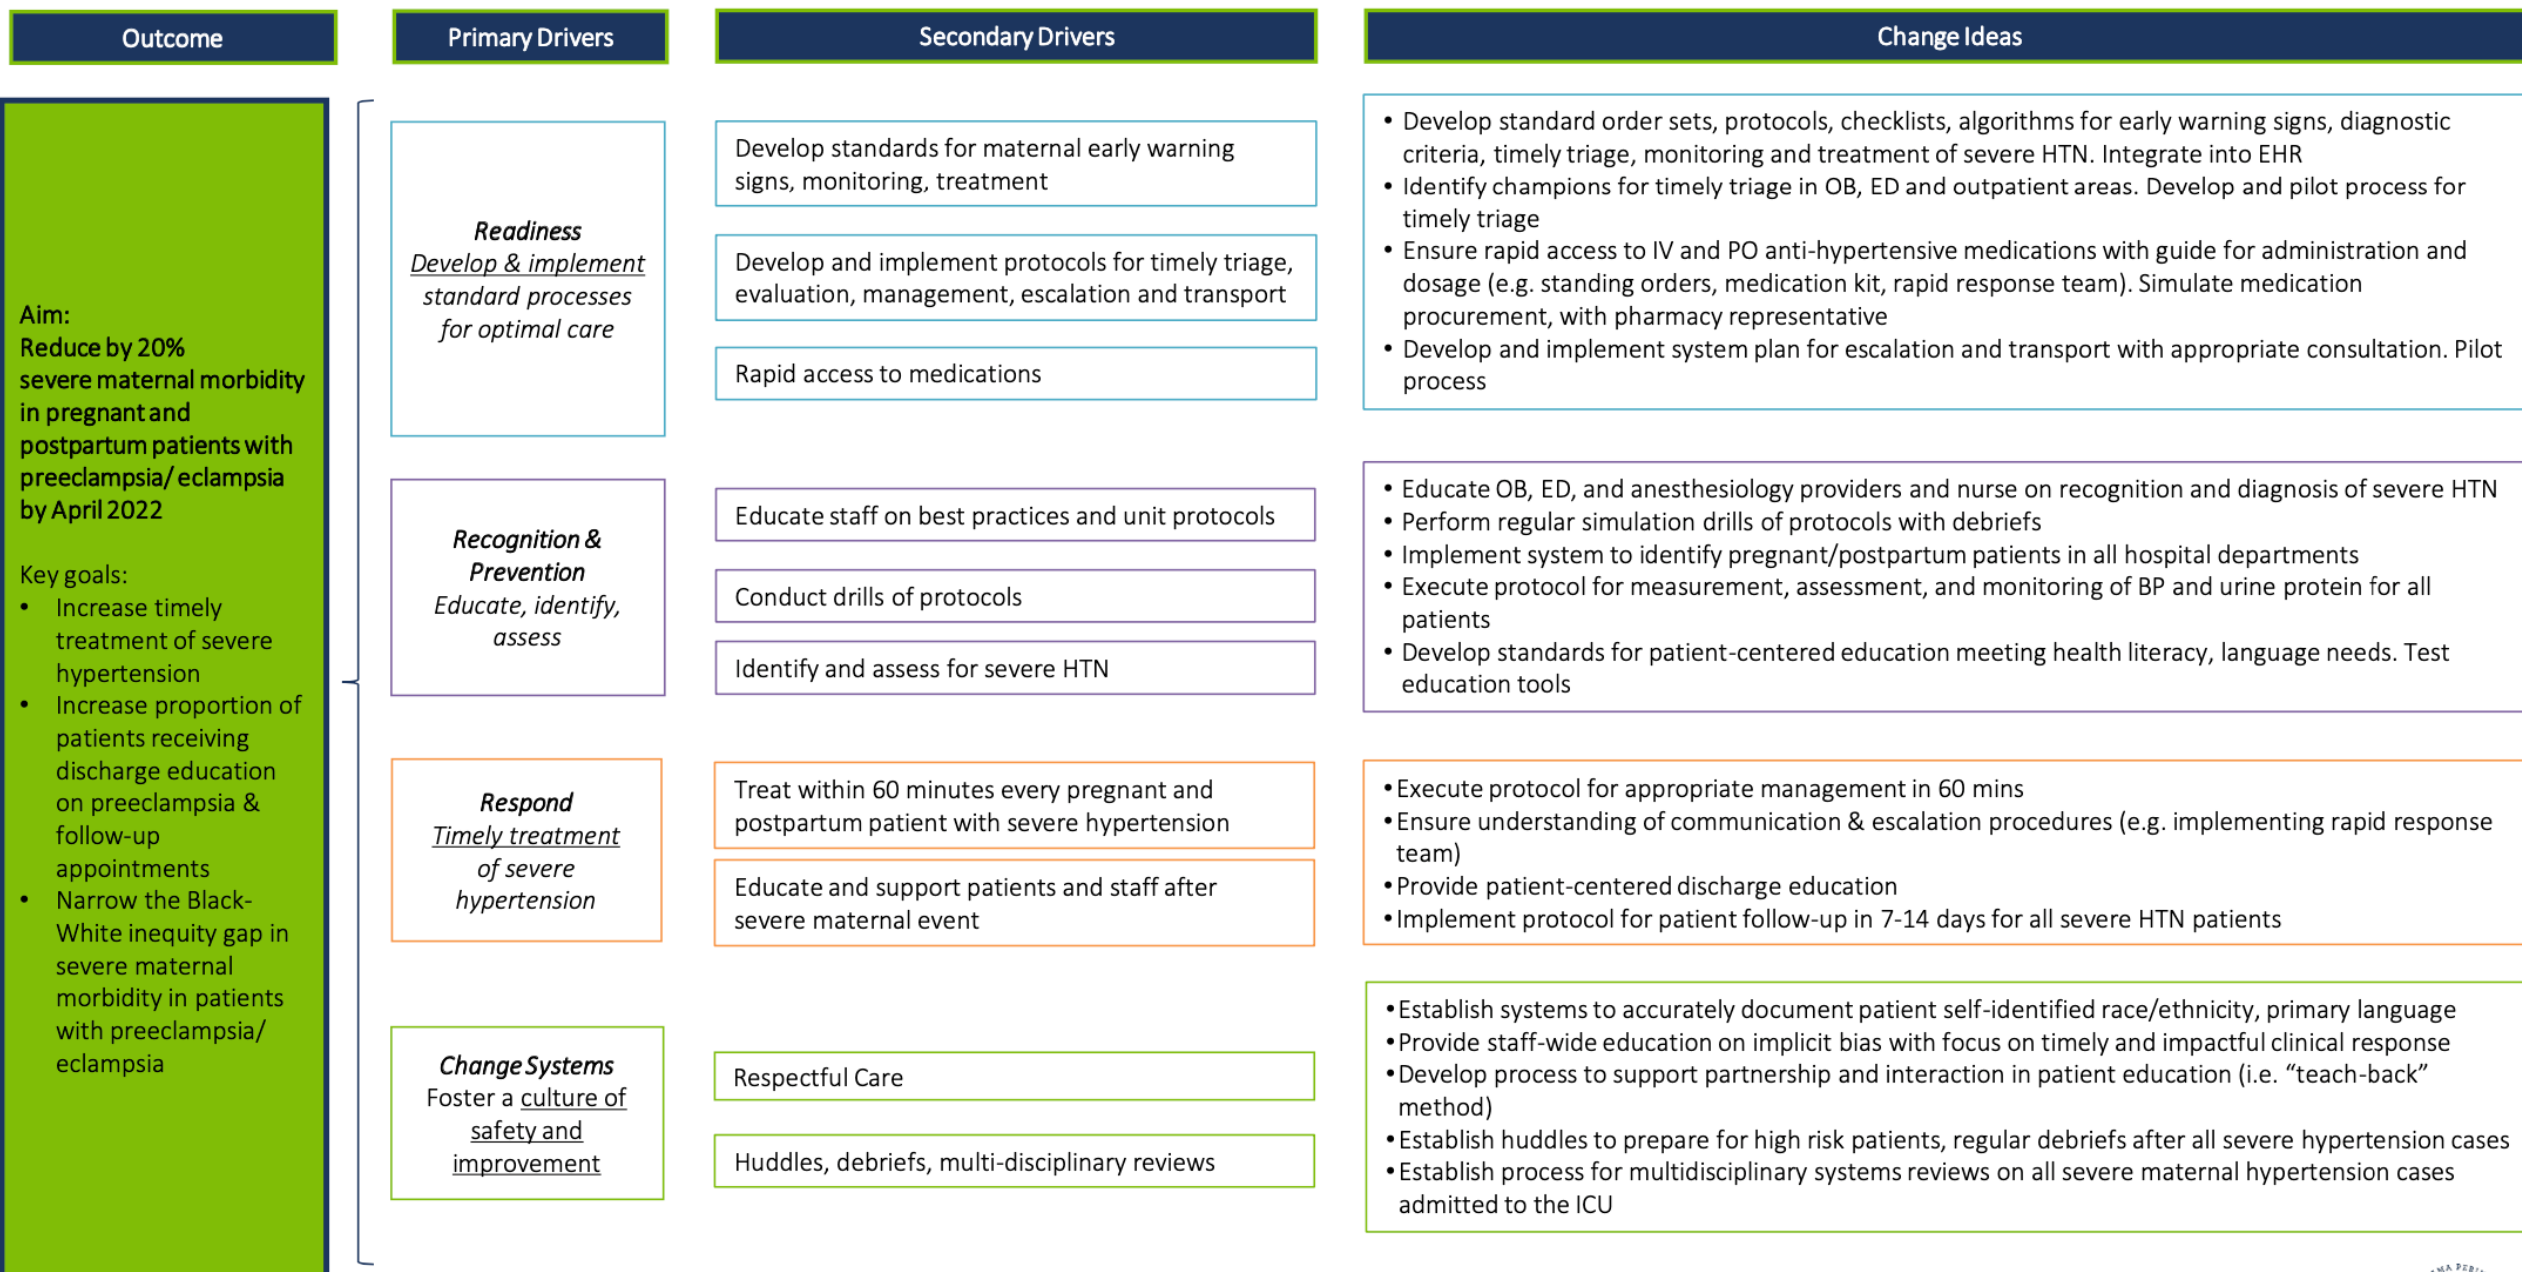 Outcome
Primary Drivers
Secondary Drivers
Change Ideas
Aim:
Reduce by 20%
severe maternal morbidity
in pregnant and
postpartum patients with
preeclampsia/ eclampsia
by April 2022
Key goals:
• Increase timely
treatment of severe
hypertension
• Increase proportion of
patients receiving
discharge education
on preeclampsia &
follow-up
appointments
• Narrow the Black-
White inequity gap in
severe maternal
morbidity in patients
with preeclampsia/
eclampsia
Readiness
Develop & implement
standard processes
for optimal care
Develop standards for maternal early warning
signs, monitoring, treatment
Develop and implement protocols for timely triage,
evaluation, management, escalation and transport
Rapid access to medications
• Develop standard order sets, protocols, checklists, algorithms for early warning signs, diagnostic
criteria, timely triage, monitoring and treatment of severe HTN. Integrate into EHR
• Identify champions for timely triage in OB, ED and outpatient areas. Develop and pilot process for
timely triage
• Ensure rapid access to IV and PO anti-hypertensive medications with guide for administration and
dosage (e.g. standing orders, medication kit, rapid response team). Simulate medication
procurement, with pharmacy representative
• Develop and implement system plan for escalation and transport with appropriate consultation. Pilot
process
Recognition &
Prevention
Educate, identify,
assess
Educate staff on best practices and unit protocols
Conduct drills of protocols
Identify and assess for severe HTN
• Educate OB, ED, and anesthesiology providers and nurse on recognition and diagnosis of severe HTN
• Perform regular simulation drills of protocols with debriefs
• Implement system to identify pregnant/postpartum patients in all hospital departments
• Execute protocol for measurement, assessment, and monitoring of BP and urine protein for all
patients
• Develop standards for patient-centered education meeting health literacy, language needs. Test
education tools
Respond
Timely treatment
of severe
hypertension
Treat within 60 minutes every pregnant and
postpartum patient with severe hypertension
Educate and support patients and staff after
severe maternal event
•Execute protocol for appropriate management in 60 mins
•Ensure understanding of communication & escalation procedures (e.g. implementing rapid response
team)
•Provide patient-centered discharge education
•Implement protocol for patient follow-up in 7-14 days for all severe HTN patients
Change Systems
Foster a culture of
safety and
improvement
Respectful Care
Huddles, debriefs, multi-disciplinary reviews
•Establish systems to accurately document patient self-identified race/ethnicity, primary language
•Provide staff-wide education on implicit bias with focus on timely and impactful clinical response
•Develop process to support partnership and interaction in patient education (i.e. “teach-back”
method)
•Establish huddles to prepare for high risk patients, regular debriefs after all severe hypertension cases
•Establish process for multidisciplinary systems reviews on all severe maternal hypertension cases
admitted to the ICU